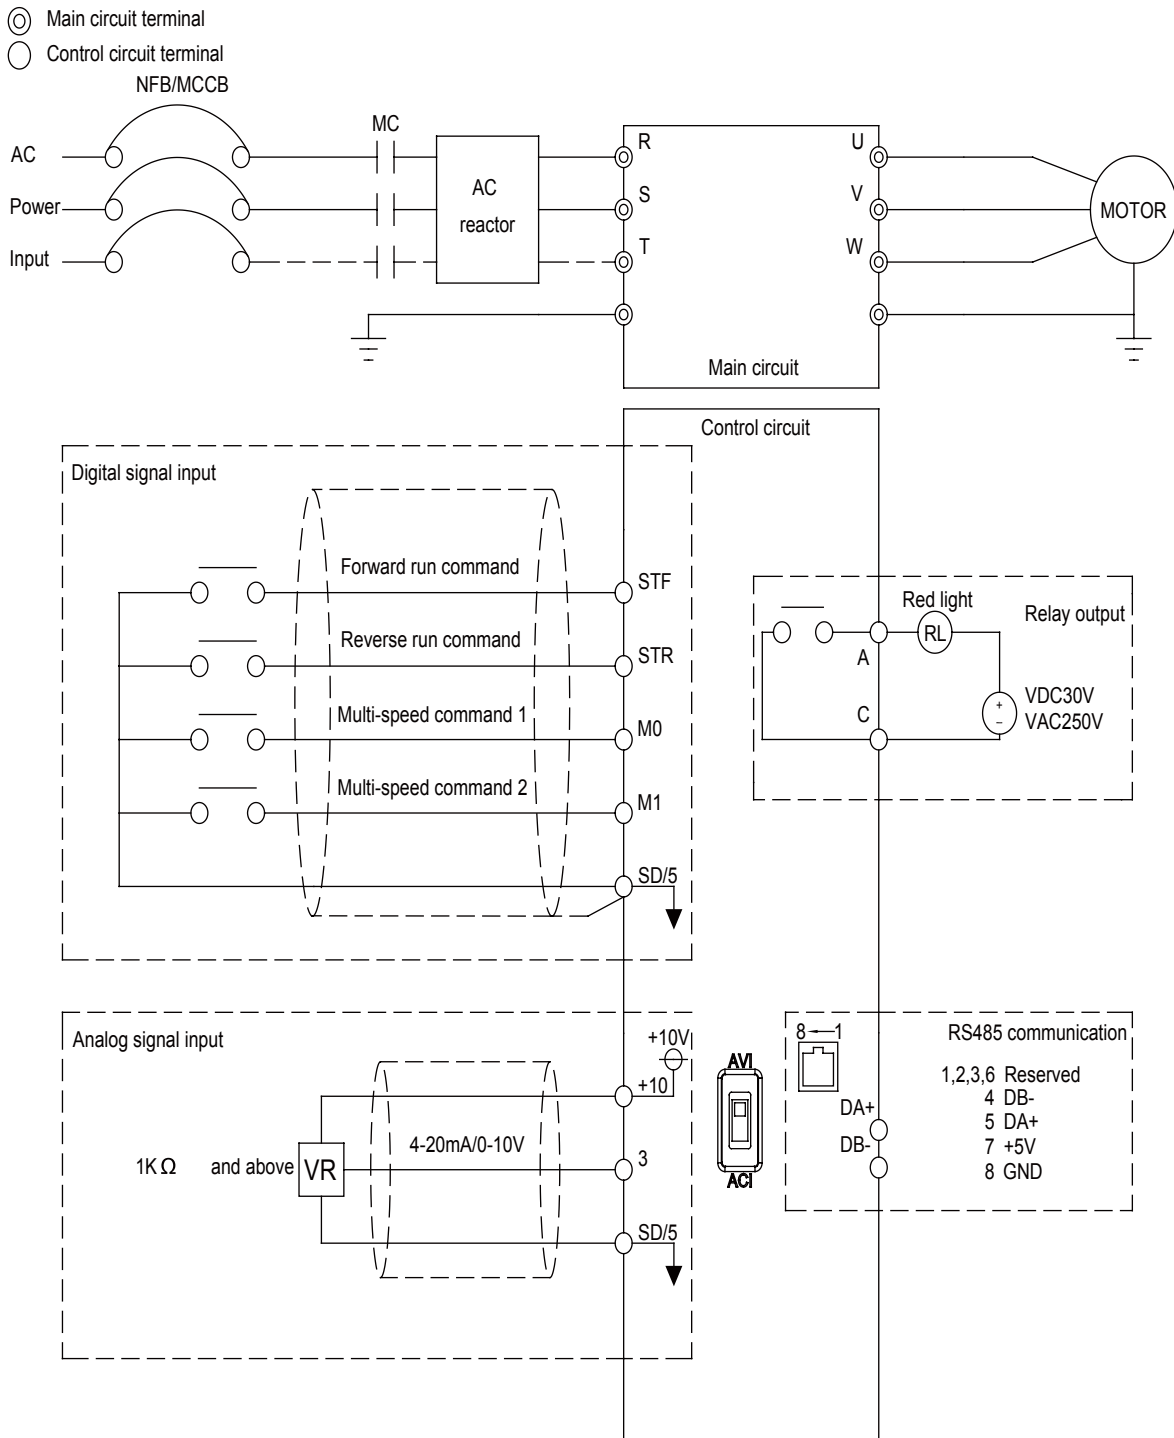 Main circuit terminal
Control circuit terminal
NFB/MCCB
MC
AC
Power
Input
AC
reactor
R
S
T
U
V
W
MOTOR
Main circuit
Control circuit
Digital signal input
Forward run command
STF
Reverse run command
STR
Multi-speed command 1
M0
Multi-speed command 2
M1
SD/5
Red light
Relay output
RL
A
C
+
−
VDC30V
VAC250V
Analog signal input
+10V
+10
4-20mA/0-10V
3
1KΩ and above
VR
SD/5
AVI
ACI
8 1
RS485 communication
1,2,3,6 Reserved
4 DB-
5 DA+
7 +5V
8 GND
DA+
DB-